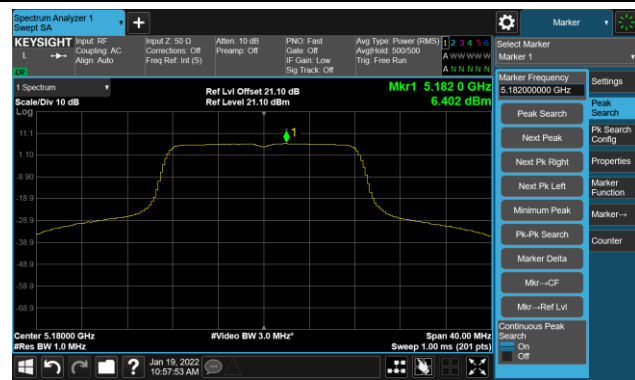 Spectrum Analyzer 1
Swept SA
Marker
KEYSIGHT
L
Input: RF
Coupling: AC
Align: Auto
Input Z: 50 Ω
Corrections: Off
Freq Ref: Int (S)
Atten: 10 dB
Preamp: Off
PNO: Fast
Gate: Off
IF Gain: Low
Sig Track: Off
Avg Type: Power (RMS)
Avg|Hold: 500/500
Trig: Free Run
1 2 3 4 5 6
A W W W W W
A N N N N N
LW
Select Marker
Marker 1
1 Spectrum
Scale/Div 10 dB
Log
Ref Lvl Offset 21.10 dB
Ref Level 21.10 dBm
Mkr1 5.182 0 GHz
6.402 dBm
11.1
1.10
-8.90
-18.9
-28.9
-38.9
-48.9
-58.9
-68.9
1
Center 5.18000 GHz
#Res BW 1.0 MHz
#Video BW 3.0 MHz*
Span 40.00 MHz
Sweep 1.00 ms (201 pts)
Marker Frequency
5.182000000 GHz
Peak Search
Next Peak
Next Pk Right
Next Pk Left
Minimum Peak
Pk-Pk Search
Marker Delta
Mkr→CF
Mkr→Ref Lvl
Continuous Peak
Search
On
Off
Settings
Peak
Search
Pk Search
Config
Properties
Marker
Function
Marker→
Counter
?
Jan 19, 2022
10:57:53 AM